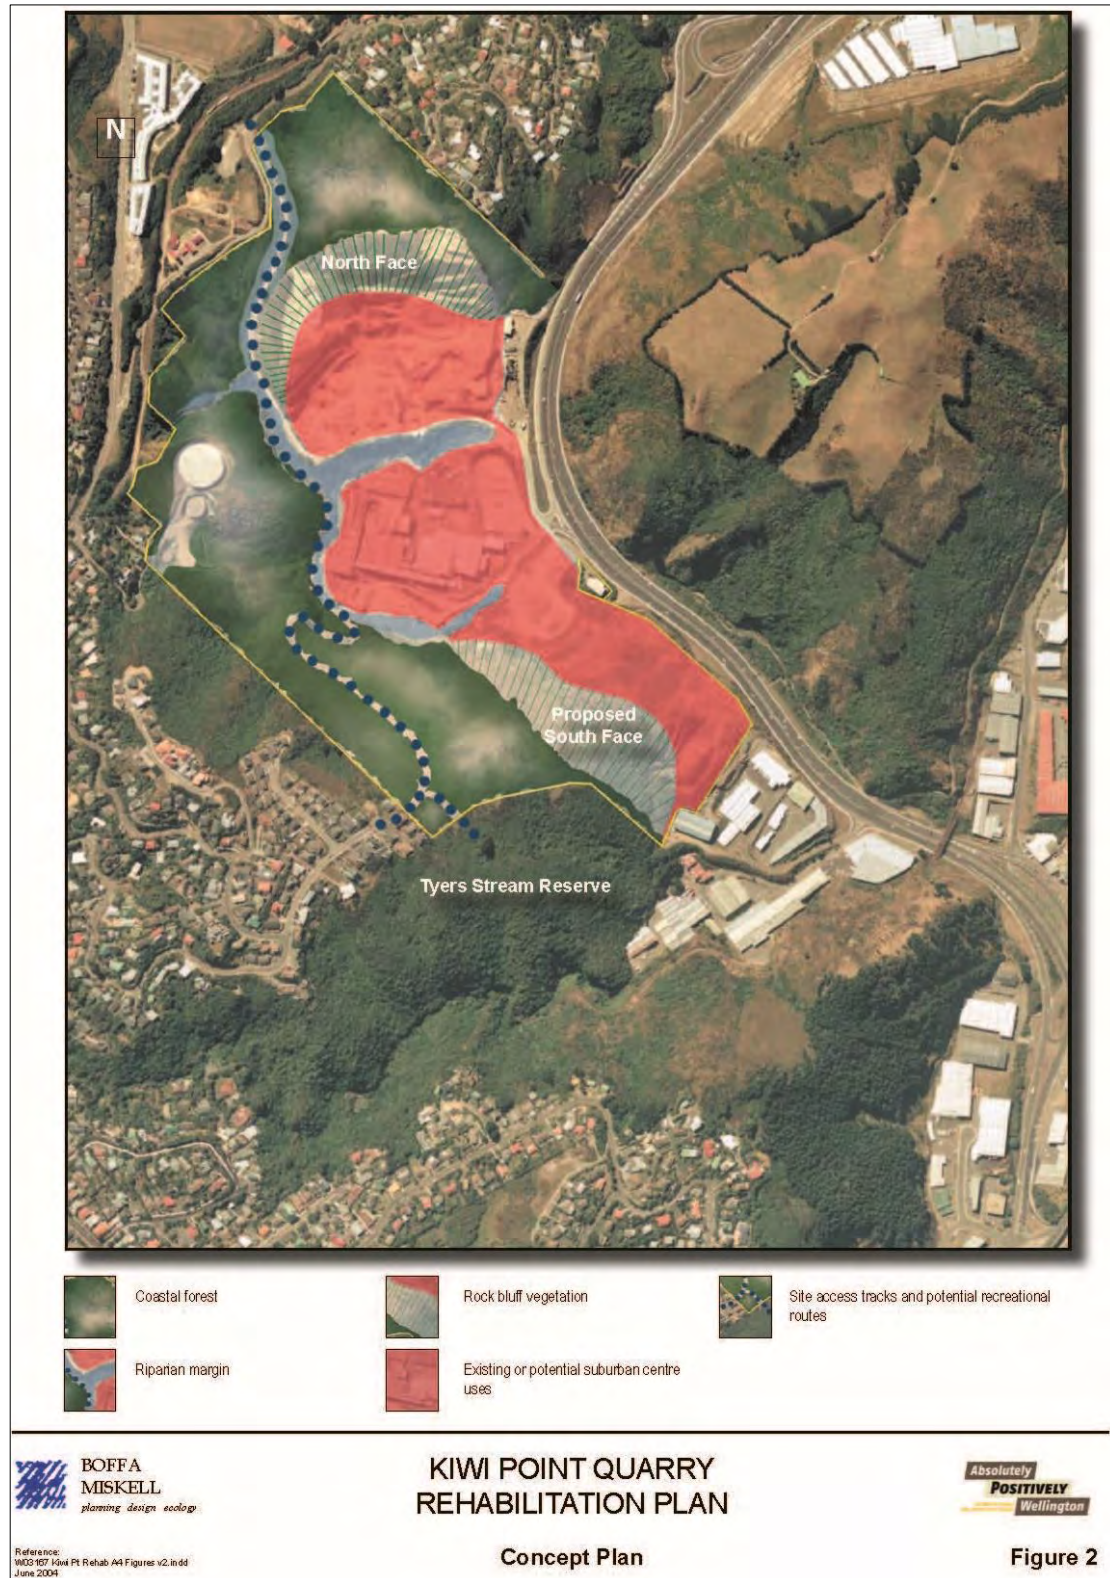 N
North Face
Proposed
South Face
Tyers Stream Reserve
Coastal forest
Rock bluff vegetation
Site access tracks and potential recreational
routes
Riparian margin
Existing or potential suburban centre
uses
BOFFA
MISKELL
planning design ecology
KIWI POINT QUARRY
REHABILITATION PLAN
Absolutely
POSITIVELY
Wellington
Reference:
W03167 Kiwi Pt Rehab A4 Figures v2.indd
June 2004
Concept Plan
Figure 2